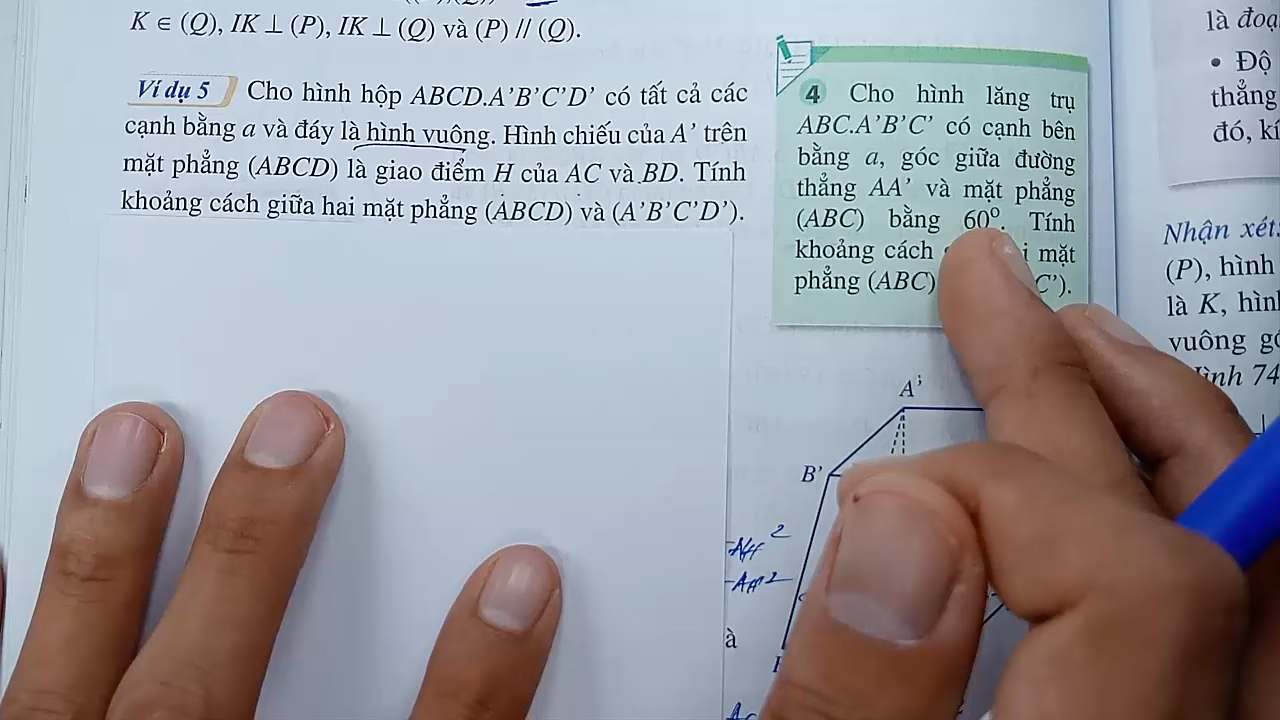 K ∈ (Q), IK ⊥ (P), IK ⊥ (Q) và (P) // (Q).
Ví dụ 5 Cho hình hộp ABCD.A’B’C’D’ có tất cả các
cạnh bằng a và đáy là hình vuông. Hình chiếu của A’ trên
mặt phẳng (ABCD) là giao điểm H của AC và BD. Tính
khoảng cách giữa hai mặt phẳng (ABCD) và (A’B’C’D’).
4 Cho hình lăng trụ
ABC.A’B’C’ có cạnh bên
bằng a, góc giữa đường
thẳng AA’ và mặt phẳng
(ABC) bằng 60°. Tính
khoảng cách i mặt
phẳng (ABC) C’).
A’
B’
à
là đoạ
• Độ
thẳng
đó, kí
Nhận xét:
(P), hình
là K, hìnl
vuông gó
Hình 74